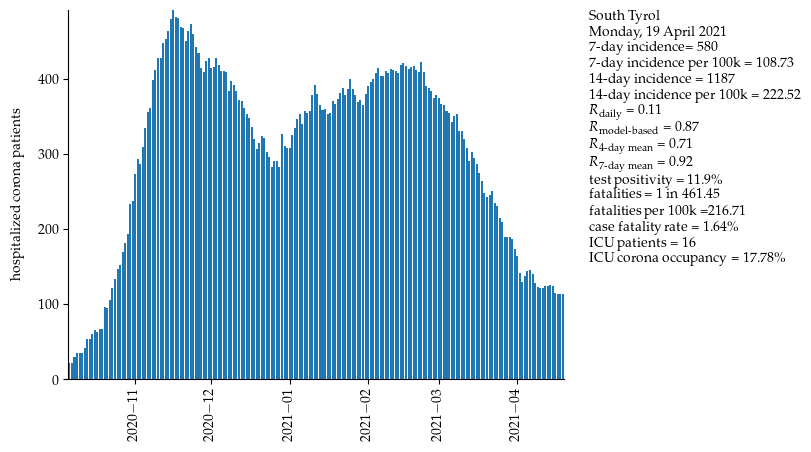 South Tyrol
Monday, 19 April 2021
7-day incidence= 580
7-day incidence per 100k = 108.73
14-day incidence = 1187
14-day incidence per 100k = 222.52
R_daily = 0.11
R_model-based = 0.87
R_4-day mean = 0.71
R_7-day mean = 0.92
test positivity = 11.9%
fatalities = 1 in 461.45
fatalities per 100k =216.71
case fatality rate = 1.64%
ICU patients = 16
ICU corona occupancy = 17.78%
hospitalized corona patients
400
300
200
100
0
2020−11
2020−12
2021−01
2021−02
2021−03
2021−04